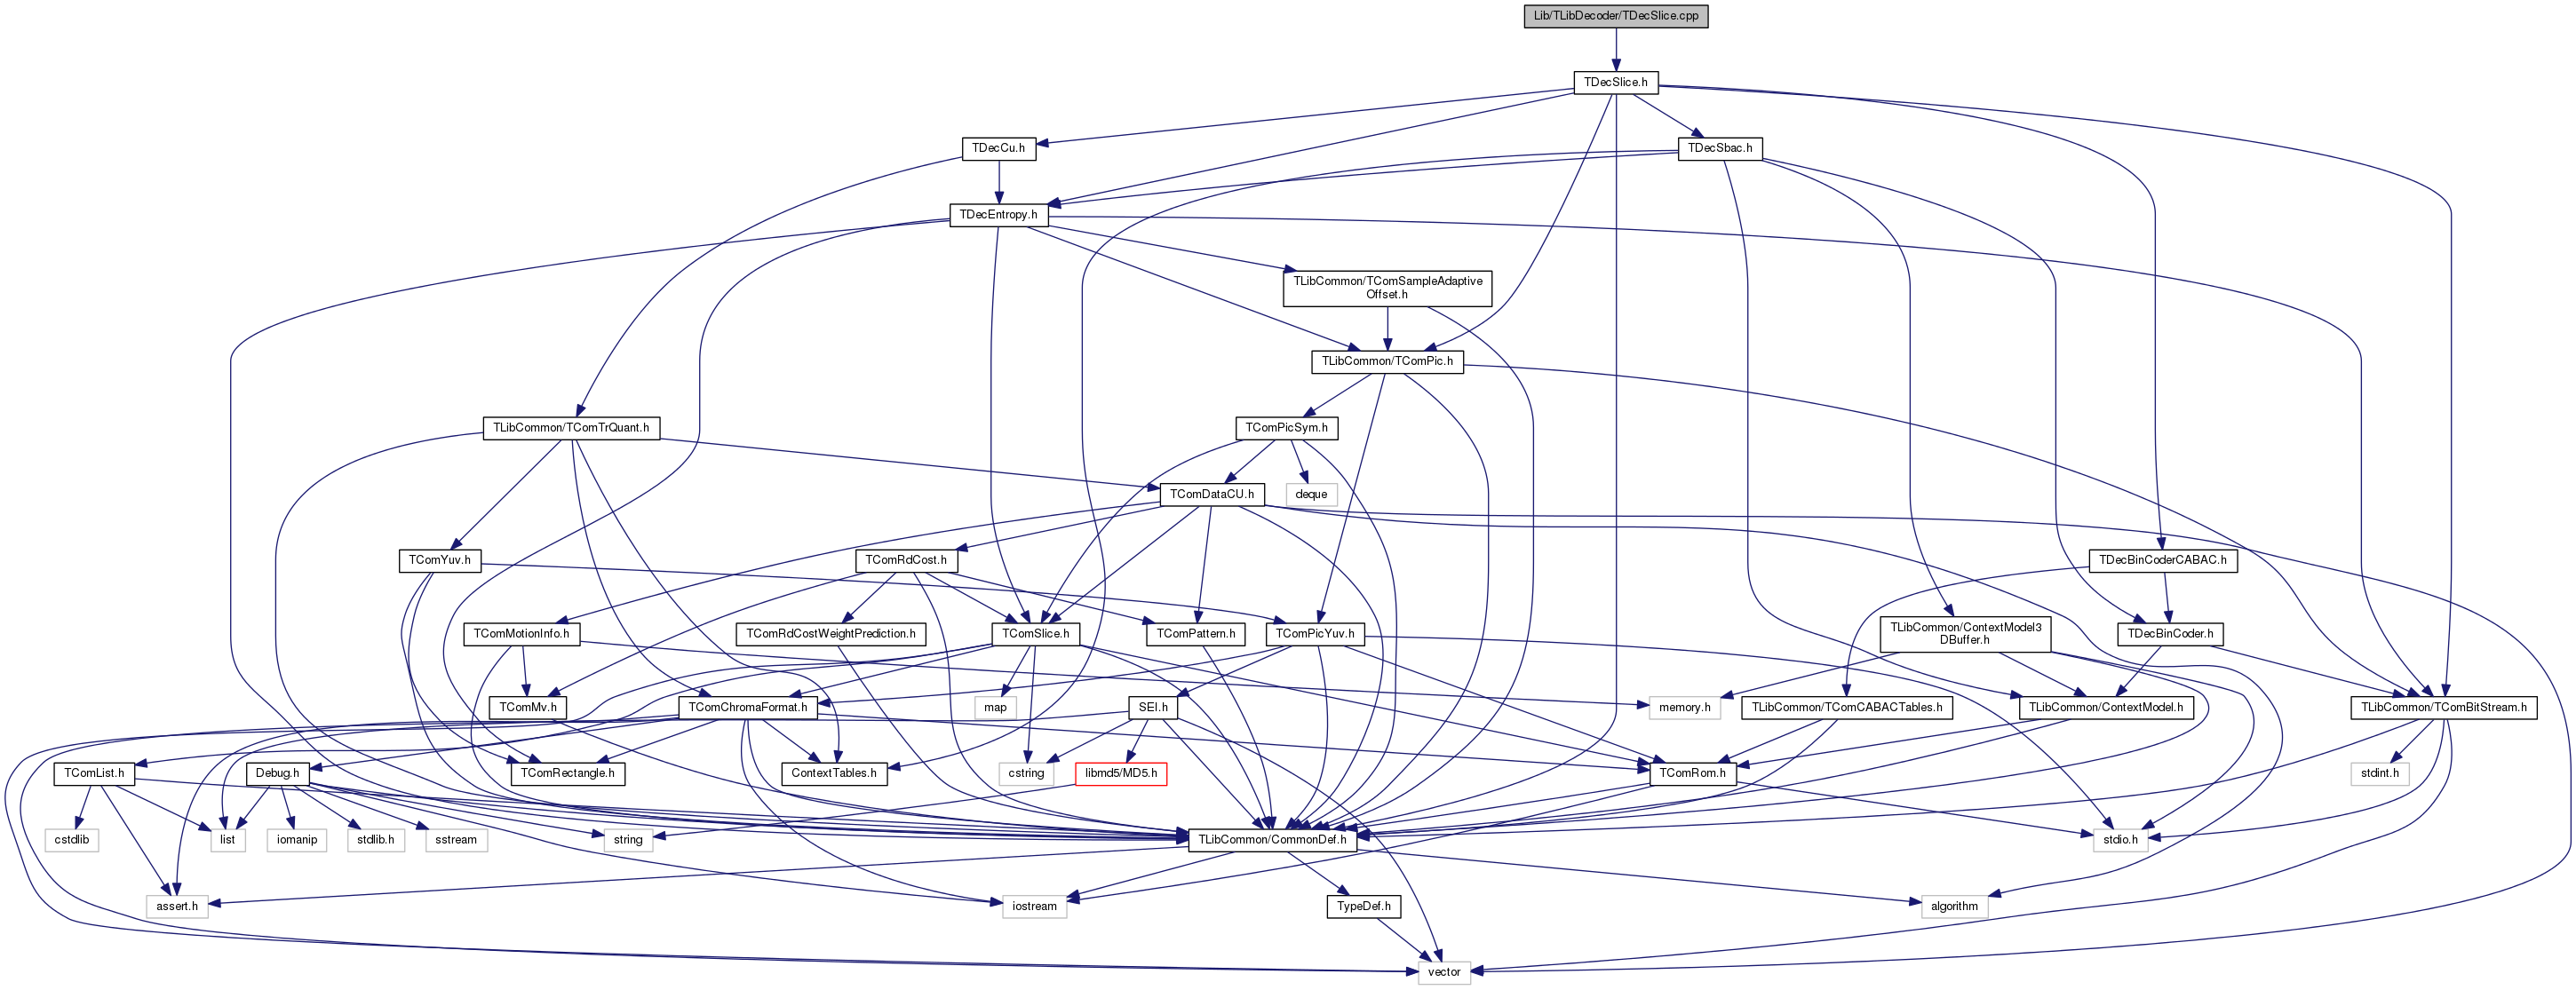 Lib/TLibDecoder/TDecSlice.cpp
TDecSlice.h
TDecCu.h
TDecSbac.h
TDecEntropy.h
TLibCommon/TComSampleAdaptive
Offset.h
TLibCommon/TComPic.h
TLibCommon/TComTrQuant.h
TComPicSym.h
TComDataCU.h
deque
TComYuv.h
TComRdCost.h
TDecBinCoderCABAC.h
TComMotionInfo.h
TComRdCostWeightPrediction.h
TComSlice.h
TComPattern.h
TComPicYuv.h
TLibCommon/ContextModel3
DBuffer.h
TDecBinCoder.h
TComMv.h
TComChromaFormat.h
map
SEI.h
memory.h
TLibCommon/TComCABACTables.h
TLibCommon/ContextModel.h
TLibCommon/TComBitStream.h
TComList.h
Debug.h
TComRectangle.h
ContextTables.h
cstring
libmd5/MD5.h
TComRom.h
stdint.h
cstdlib
list
iomanip
stdlib.h
sstream
string
TLibCommon/CommonDef.h
stdio.h
assert.h
iostream
TypeDef.h
algorithm
vector